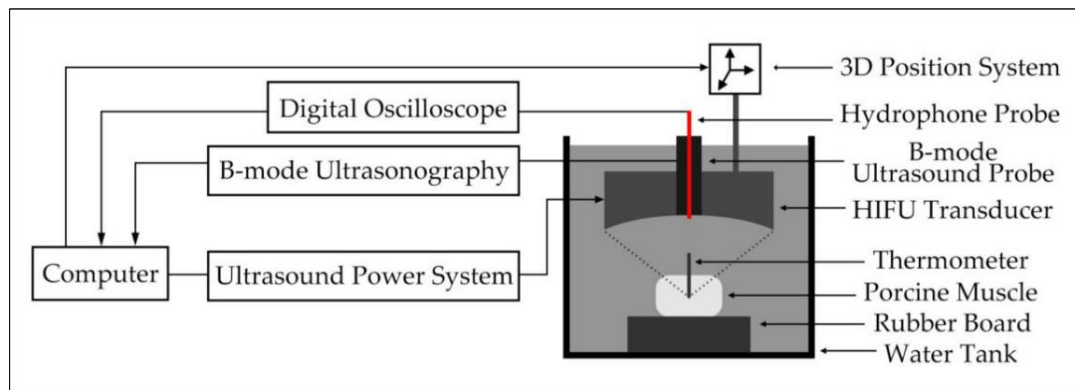 3D Position System
Digital Oscilloscope
Hydrophone Probe
B-mode Ultrasonography
B-mode
Ultrasound Probe
HIFU Transducer
Computer
Ultrasound Power System
Thermometer
Porcine Muscle
Rubber Board
Water Tank